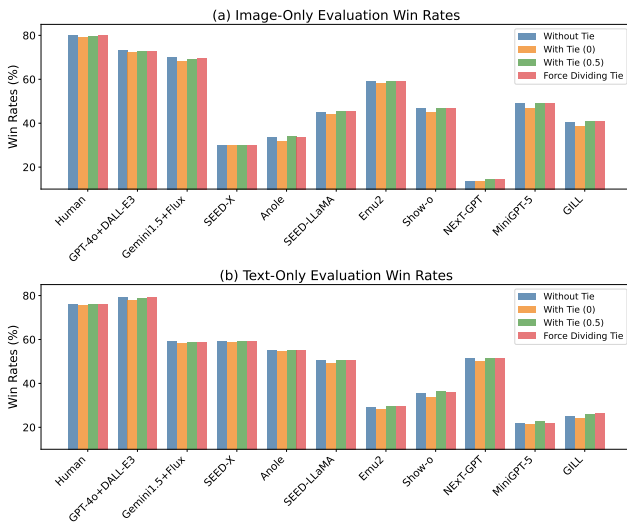 (a) Image-Only Evaluation Win Rates
Win Rates (%)
80
60
40
20
Without Tie
With Tie (0)
With Tie (0.5)
Force Dividing Tie
Human
GPT-4o+DALL-E3
Gemini1.5+Flux
SEED-X
Anole
SEED-LLaMA
Emu2
Show-o
NExT-GPT
MiniGPT-5
GILL
(b) Text-Only Evaluation Win Rates
Win Rates (%)
80
60
40
20
Without Tie
With Tie (0)
With Tie (0.5)
Force Dividing Tie
Human
GPT-4o+DALL-E3
Gemini1.5+Flux
SEED-X
Anole
SEED-LLaMA
Emu2
Show-o
NExT-GPT
MiniGPT-5
GILL